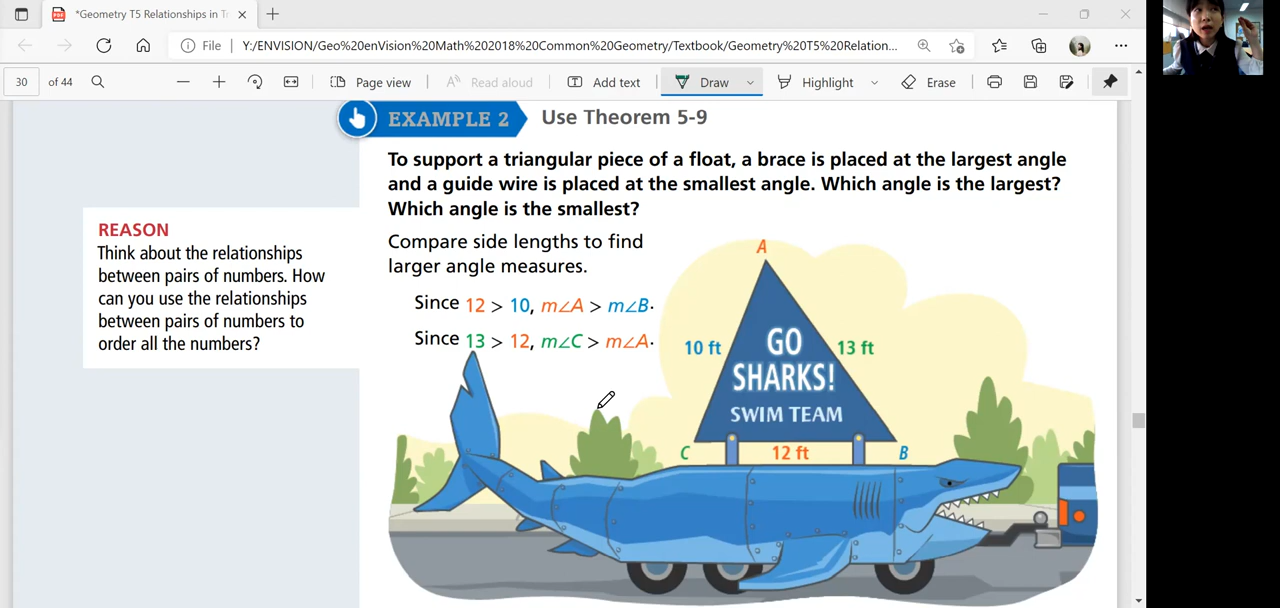 *Geometry T5 Relationships in Tr
File
Y:/ENVISION/Geo%20enVision%20Math%202018%20Common%20Geometry/Textbook/Geometry%20T5%20Relation...
30 of 44
Page view
Read aloud
Add text
Draw
Highlight
Erase
EXAMPLE 2 Use Theorem 5-9
To support a triangular piece of a float, a brace is placed at the largest angle
and a guide wire is placed at the smallest angle. Which angle is the largest?
Which angle is the smallest?
REASON
Think about the relationships
between pairs of numbers. How
can you use the relationships
between pairs of numbers to
order all the numbers?
Compare side lengths to find
larger angle measures.
Since 12 > 10, m∠A > m∠B.
Since 13 > 12, m∠C > m∠A.
A
10 ft
GO
SHARKS!
SWIM TEAM
13 ft
C
12 ft
B